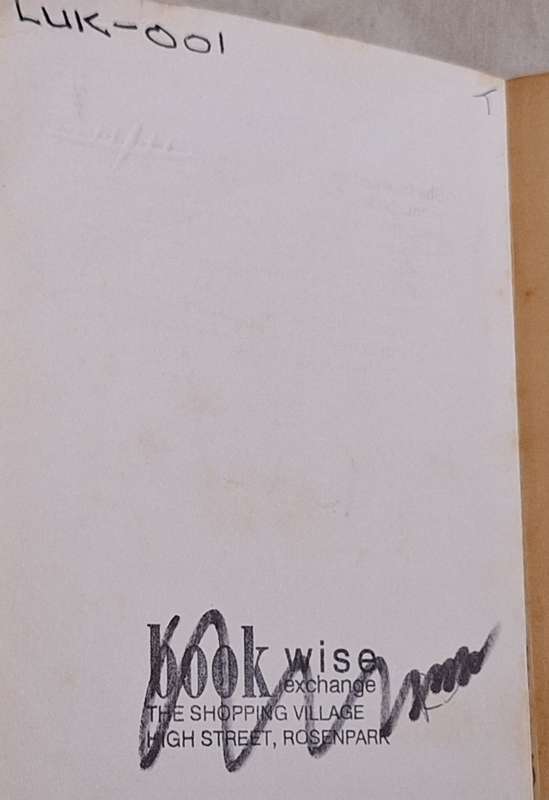 LUK-001
T
book wise
exchange
THE SHOPPING VILLAGE
HIGH STREET, ROSENPARK